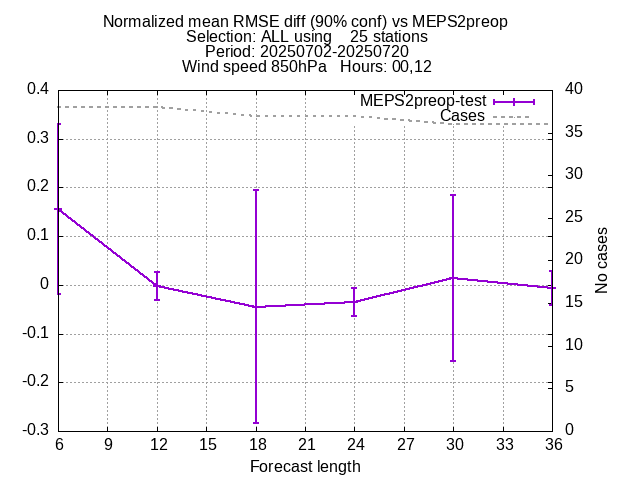 Normalized mean RMSE diff (90% conf) vs MEPS2preop
Selection: ALL using    25 stations
Period: 20250702-20250720
Wind speed 850hPa   Hours: 00,12
MEPS2preop-test
Cases
0.4
0.3
0.2
0.1
0
-0.1
-0.2
-0.3
40
35
30
25
20
15
10
5
0
No cases
6 9 12 15 18 21 24 27 30 33 36
Forecast length